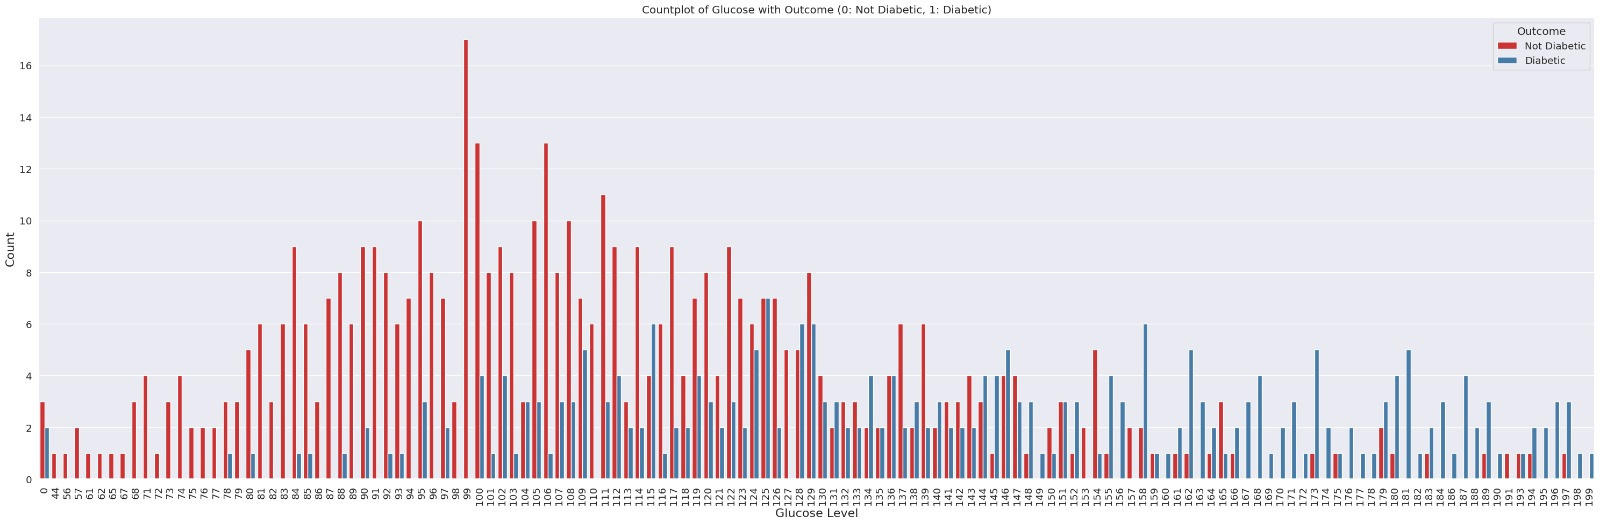 Countplot of Glucose with Outcome (0: Not Diabetic, 1: Diabetic)
Outcome
Not Diabetic
Diabetic
Count
16
14
12
10
8
6
4
2
0
0 44 56 57 61 62 65 67 68 71 72 73 74 75 76 77 78 79 80 81 82 83 84 85 86 87 88 89 90 91 92 93 94 95 96 97 98 99 100 101 102 103 104 105 106 107 108 109 110 111 112 113 114 115 116 117 118 119 120 121 122 123 124 125 126 127 128 129 130 131 132 133 134 135 136 137 138 139 140 141 142 143 144 145 146 147 148 149 150 151 152 153 154 155 156 157 158 159 160 161 162 163 164 165 166 167 168 169 170 171 172 173 174 175 176 177 178 179 180 181 182 183 184 186 187 188 189 190 191 193 194 195 196 197 198 199
Glucose Level